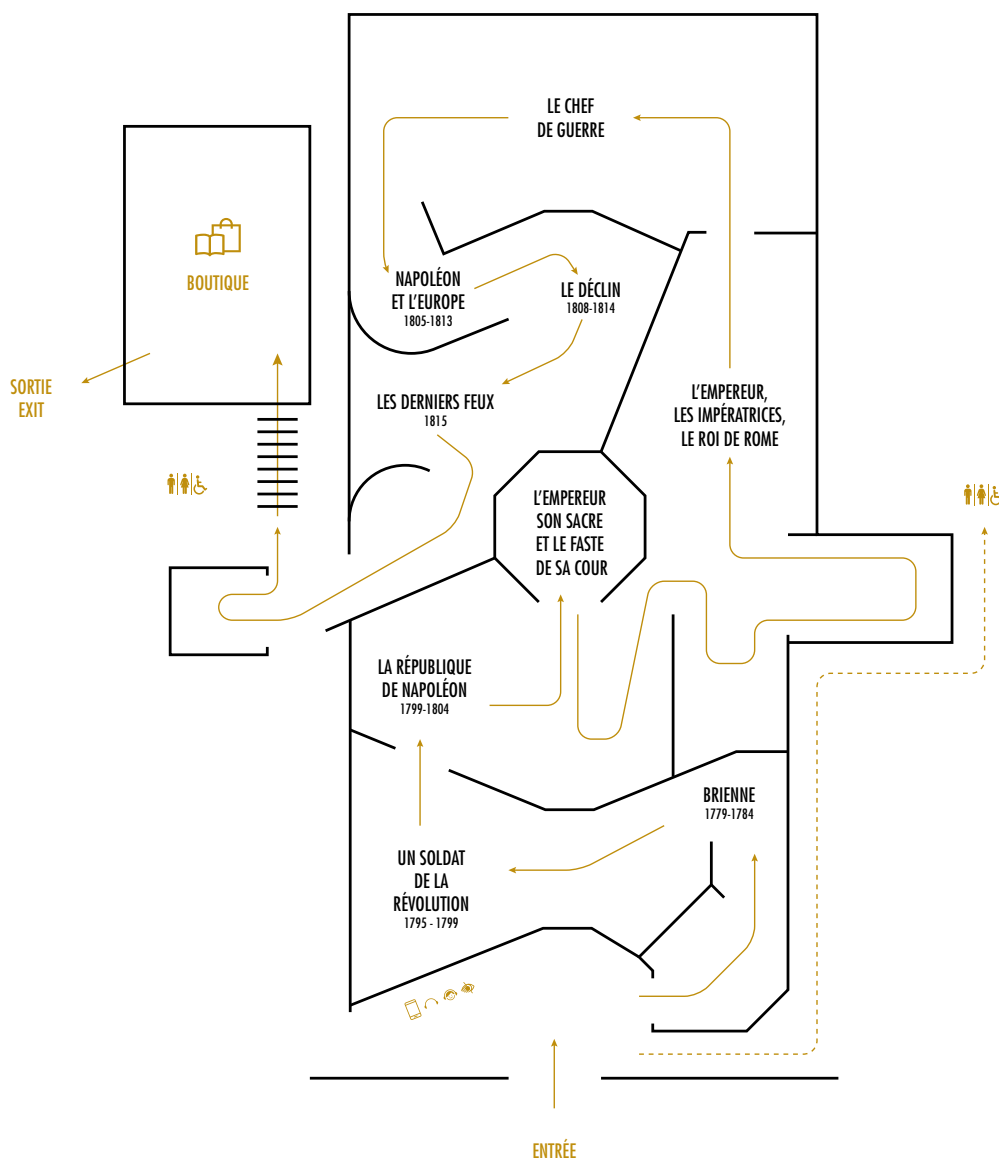 LE CHEF
DE GUERRE
BOUTIQUE
NAPOLÉON
ET L'EUROPE
1805-1813
LE DÉCLIN
1808-1814
SORTIE
EXIT
LES DERNIERS FEUX
1815
L'EMPEREUR,
LES IMPÉRATRICES,
LE ROI DE ROME
L'EMPEREUR
SON SACRE
ET LE FASTE
DE SA COUR
LA RÉPUBLIQUE
DE NAPOLÉON
1799-1804
BRIENNE
1779-1784
UN SOLDAT
DE LA
RÉVOLUTION
1795 - 1799
ENTRÉE